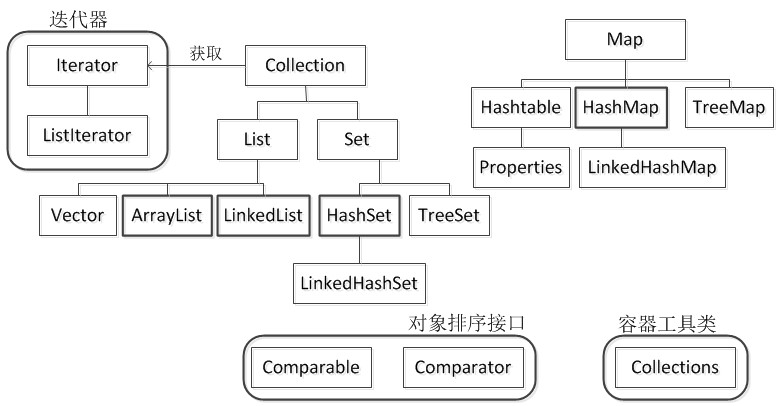 迭代器
Iterator
获取
Collection
ListIterator
List
Set
Vector
ArrayList
LinkedList
HashSet
TreeSet
LinkedHashSet
Map
Hashtable
HashMap
TreeMap
Properties
LinkedHashMap
对象排序接口
Comparable
Comparator
容器工具类
Collections